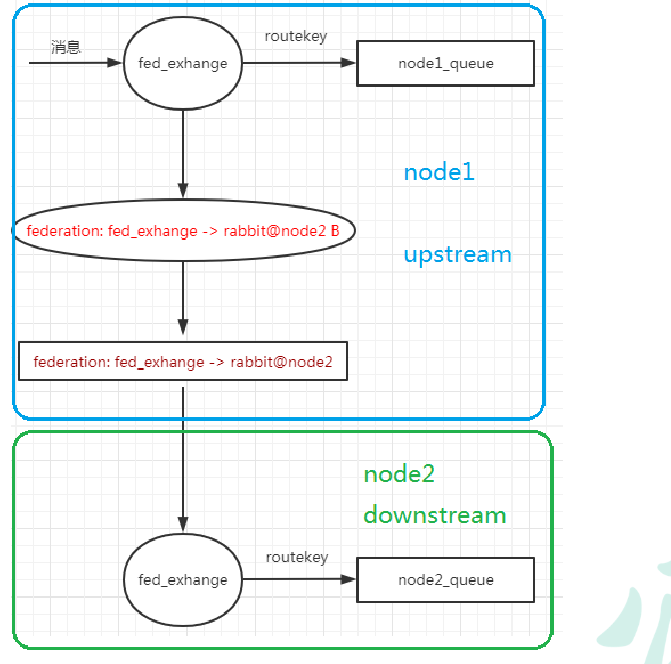 消息
fed_exhange
routekey
node1_queue
node1
federation: fed_exhange -> rabbit@node2 B
upstream
federation: fed_exhange -> rabbit@node2
node2
downstream
fed_exhange
routekey
node2_queue